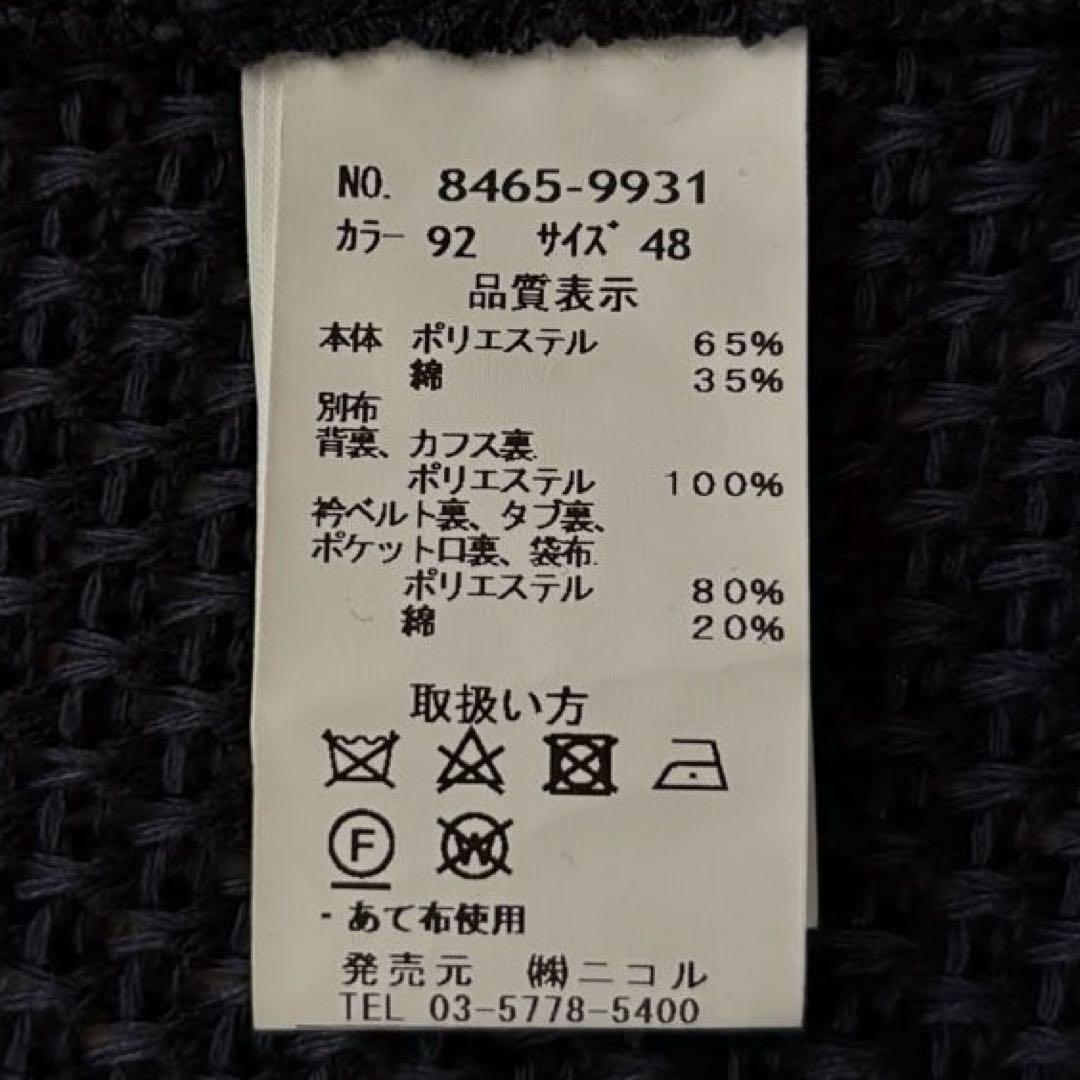 NO. 8465-9931
カラー 92 サイズ 48
品質表示
本体 ポリエステル 65%
綿 35%
別布
背裏、カフス裏
ポリエステル 100%
衿ベルト裏、タブ裏、
ポケット口裏、袋布
ポリエステル 80%
綿 20%
取扱い方
F W
・あて布使用
発売元 ㈱ニコル
TEL 03-5778-5400